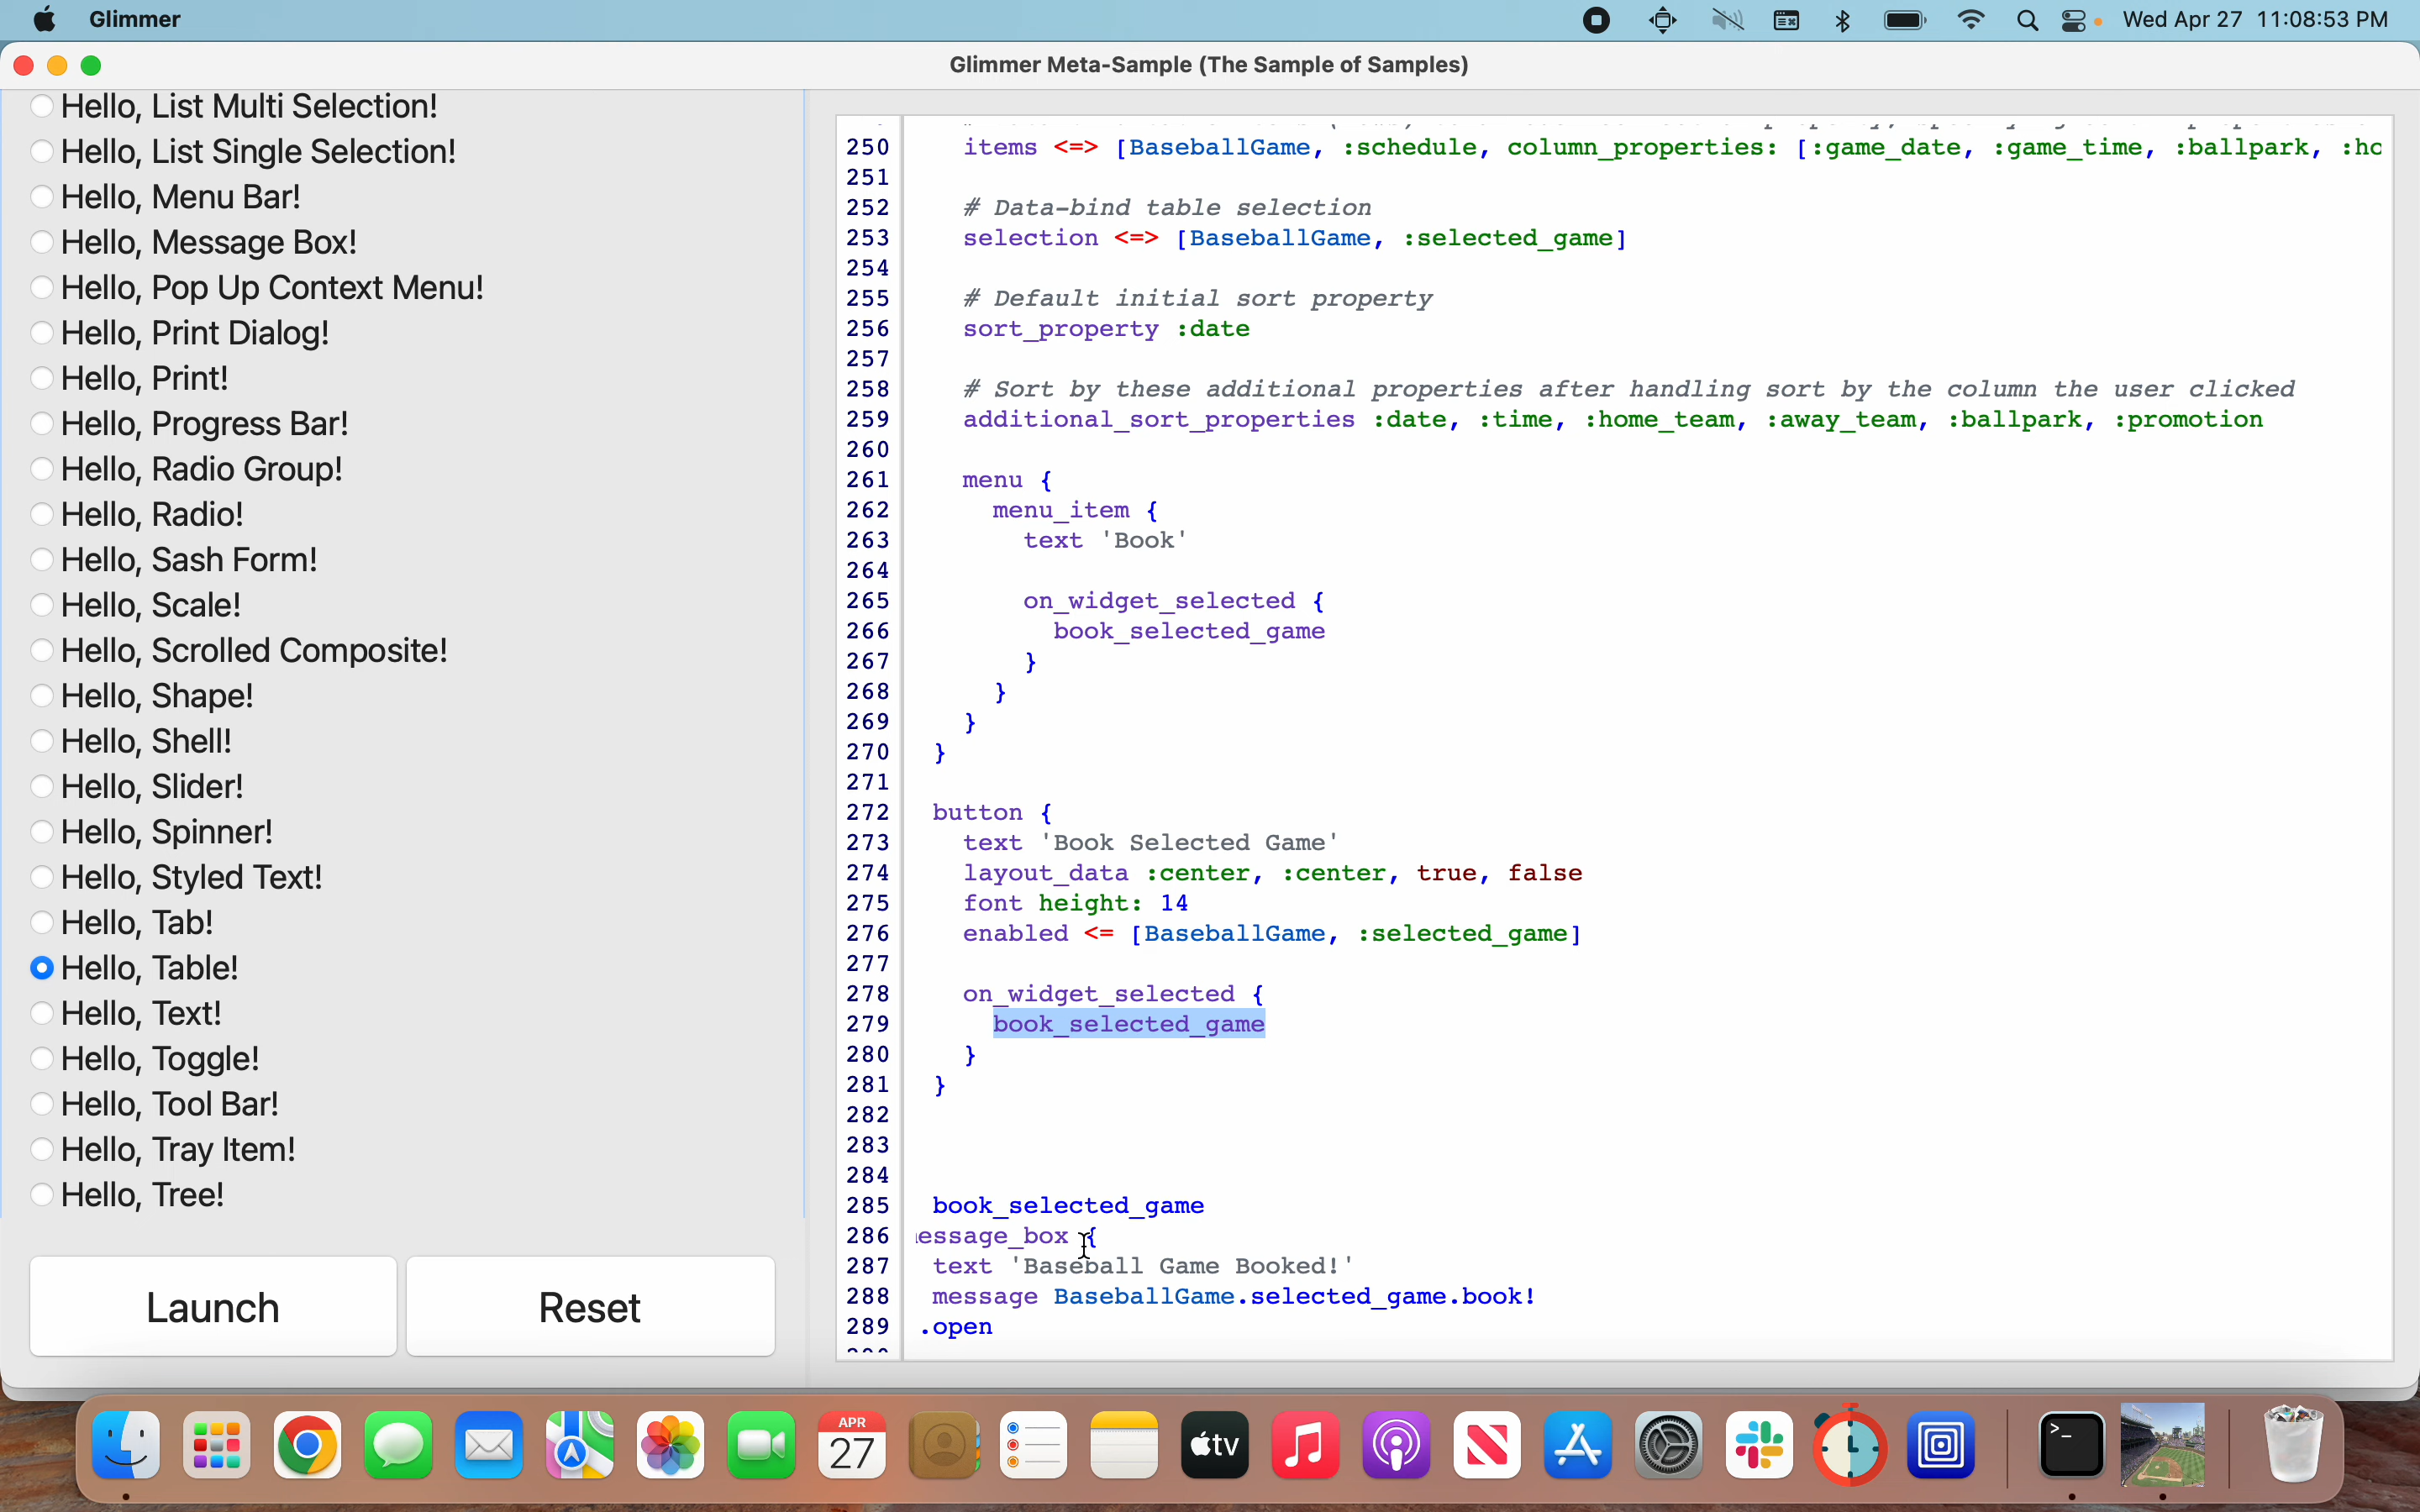 Glimmer
Wed Apr 27 11:08:53 PM
Glimmer Meta-Sample (The Sample of Samples)
Hello, List Multi Selection!
Hello, List Single Selection!
Hello, Menu Bar!
Hello, Message Box!
Hello, Pop Up Context Menu!
Hello, Print Dialog!
Hello, Print!
Hello, Progress Bar!
Hello, Radio Group!
Hello, Radio!
Hello, Sash Form!
Hello, Scale!
Hello, Scrolled Composite!
Hello, Shape!
Hello, Shell!
Hello, Slider!
Hello, Spinner!
Hello, Styled Text!
Hello, Tab!
Hello, Table!
Hello, Text!
Hello, Toggle!
Hello, Tool Bar!
Hello, Tray Item!
Hello, Tree!
Launch
Reset
250 items <=> [BaseballGame, :schedule, column_properties: [:game_date, :game_time, :ballpark, :ho
251
252 # Data-bind table selection
253 selection <=> [BaseballGame, :selected_game]
254
255 # Default initial sort property
256 sort_property :date
257
258 # Sort by these additional properties after handling sort by the column the user clicked
259 additional_sort_properties :date, :time, :home_team, :away_team, :ballpark, :promotion
260
261 menu {
262 menu_item {
263 text 'Book'
264
265 on_widget_selected {
266 book_selected_game
267 }
268 }
269 }
270 }
271
272 button {
273 text 'Book Selected Game'
274 layout_data :center, :center, true, false
275 font height: 14
276 enabled <= [BaseballGame, :selected_game]
277
278 on_widget_selected {
279 book_selected_game
280 }
281 }
282
283
284
285 book_selected_game
286 essage_box {
287 text 'Baseball Game Booked!'
288 message BaseballGame.selected_game.book!
289 .open
APR
27
tv
>_